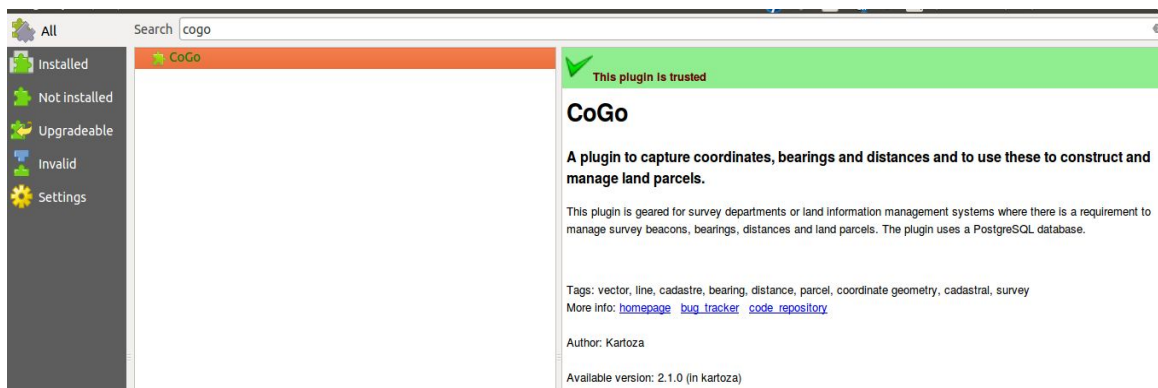 All
Search cogo
Installed
Not installed
Upgradeable
Invalid
Settings
CoGo
This plugin is trusted
CoGo
A plugin to capture coordinates, bearings and distances and to use these to construct and
manage land parcels.
This plugin is geared for survey departments or land information management systems where there is a requirement to
manage survey beacons, bearings, distances and land parcels. The plugin uses a PostgreSQL database.
Tags: vector, line, cadastre, bearing, distance, parcel, coordinate geometry, cadastral, survey
More info: homepage bug tracker code repository
Author: Kartoza
Available version: 2.1.0 (in kartoza)